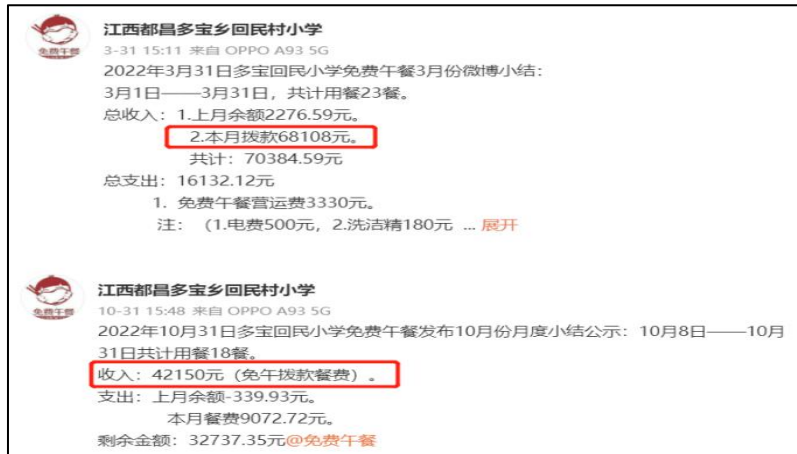 江西都昌多宝乡回民村小学
免费午餐
3-31 15:11 来自 OPPO A93 5G
2022年3月31日多宝回民小学免费午餐3月份微博小结：
3月1日——3月31日，共计用餐23餐。
总收入：1.上月余额2276.59元。
2.本月拨款68108元。
共计：70384.59元
总支出：16132.12元
1. 免费午餐营运费3330元。
注： （1.电费500元，2.洗洁精180元 ... 展开
江西都昌多宝乡回民村小学
免费午餐
10-31 15:48 来自 OPPO A93 5G
2022年10月31日多宝回民小学免费午餐发布10月份月度小结公示：10月8日——10月
31日共计用餐18餐。
收入：42150元（免午拨款餐费）。
支出：上月余额-339.93元。
本月餐费9072.72元。
剩余金额：32737.35元@免费午餐